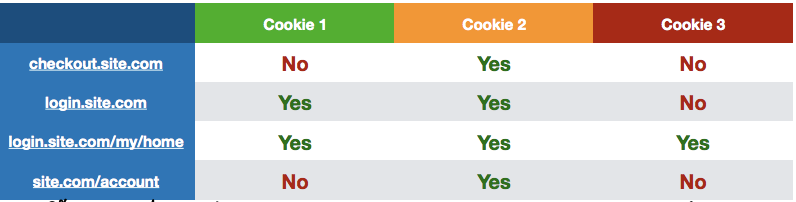 Cookie 1 Cookie 2 Cookie 3
checkout.site.com No Yes No
login.site.com Yes Yes No
login.site.com/my/home Yes Yes Yes
site.com/account No Yes No